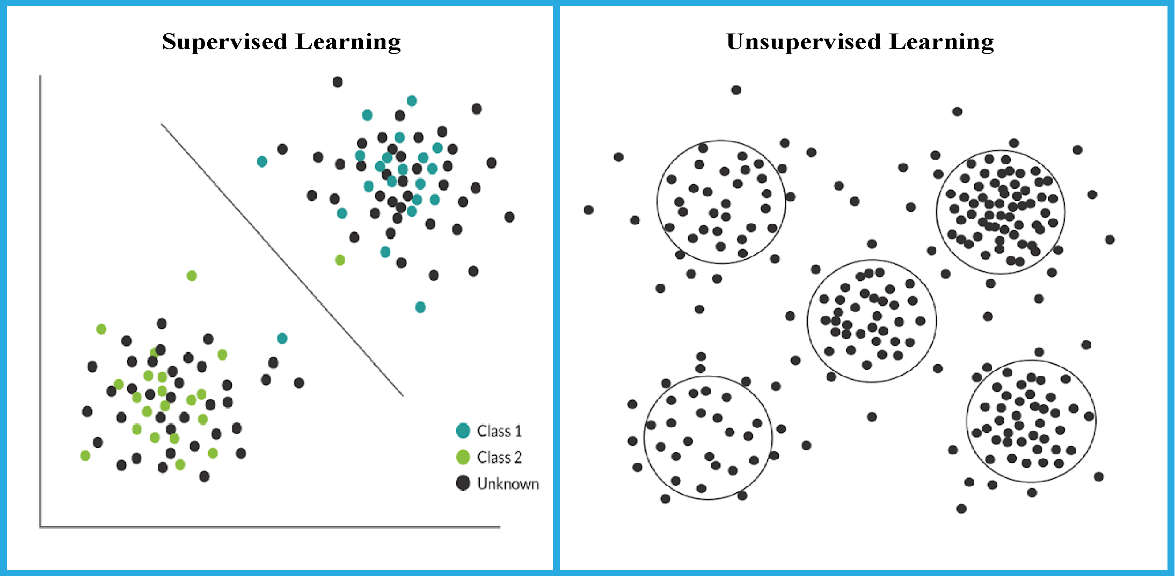 Supervised Learning
Class 1
Class 2
Unknown
Unsupervised Learning